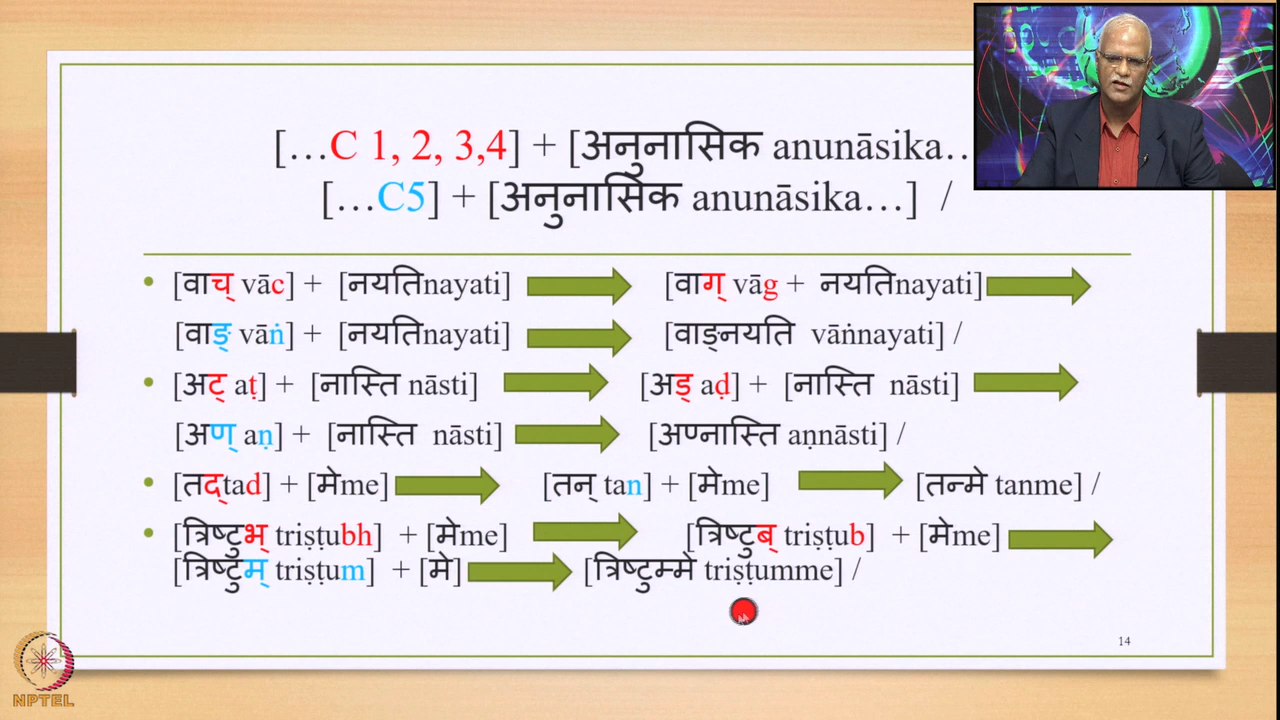 […C 1, 2, 3,4] + [अनुनासिक anunāsika…
[…C5] + [अनुनासिक anunāsika…] /
• [वाच् vāc] + [नयतिnayati] [वाग् vāg + नयतिnayati]
[वाङ् vāṅ] + [नयतिnayati] [वाङ्नयति vāṅnayati] /
• [अट् aṭ] + [नास्ति nāsti] [अड् aḍ] + [नास्ति nāsti]
[अण् aṇ] + [नास्ति nāsti] [अण्नास्ति aṇnāsti] /
• [तद्tad] + [मेme] [तन् tan] + [मेme] [तन्मे tanme] /
• [त्रिष्टुभ् triṣṭubh] + [मेme] [त्रिष्टुब् triṣṭub] + [मेme]
[त्रिष्टुम् triṣṭum] + [मे] [त्रिष्टुम्मे triṣṭumme] /
14
NPTEL